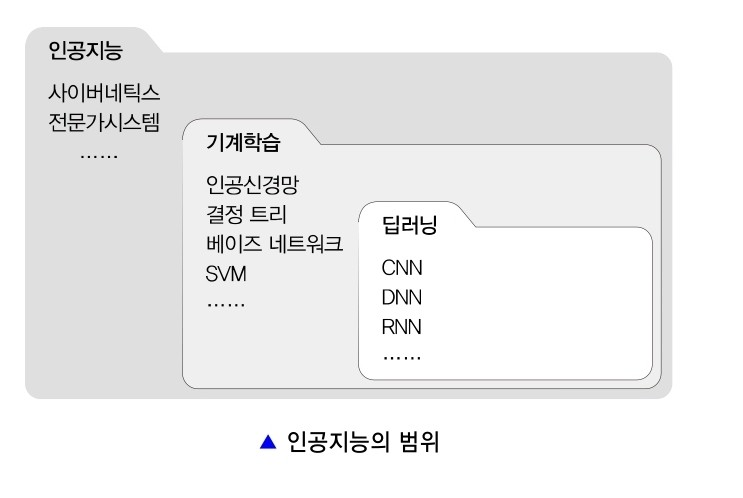 인공지능
사이버네틱스
전문가시스템
……
기계학습
인공신경망
결정 트리
베이즈 네트워크
SVM
……
딥러닝
CNN
DNN
RNN
……
▲ 인공지능의 범위